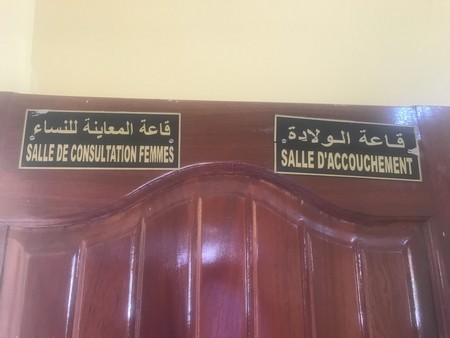 قاعة المعاينة للنساء
SALLE DE CONSULTATION FEMMES
قاعة الولادة
SALLE D'ACCOUCHEMENT